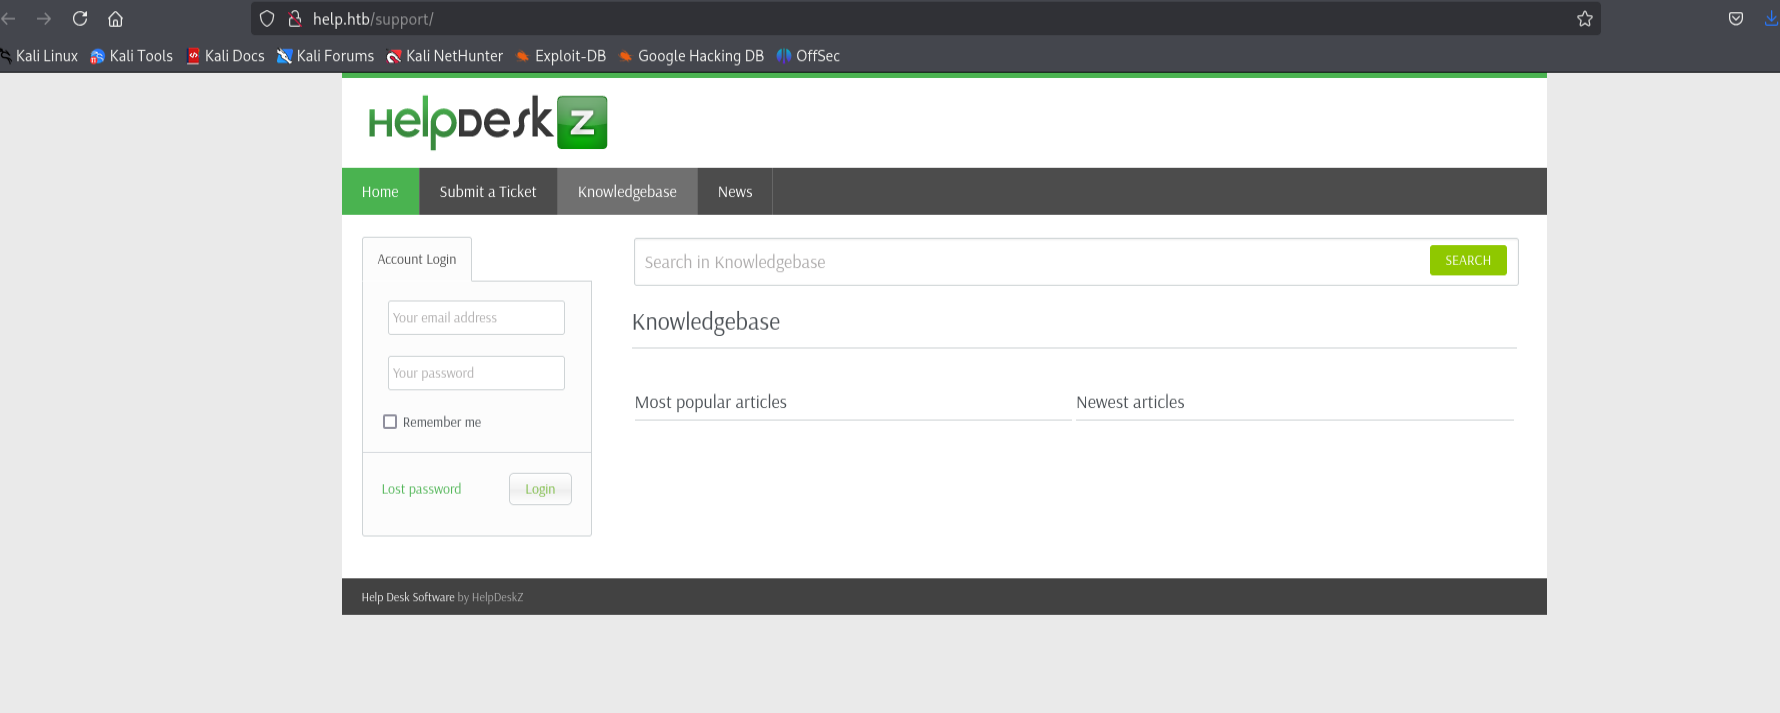 help.htb/support/
Kali Linux Kali Tools Kali Docs Kali Forums Kali NetHunter Exploit-DB Google Hacking DB OffSec
HelpDesk Z
Home Submit a Ticket Knowledgebase News
Account Login
Your email address
Your password
Remember me
Lost password Login
Search in Knowledgebase SEARCH
Knowledgebase
Most popular articles Newest articles
Help Desk Software by HelpDeskZ